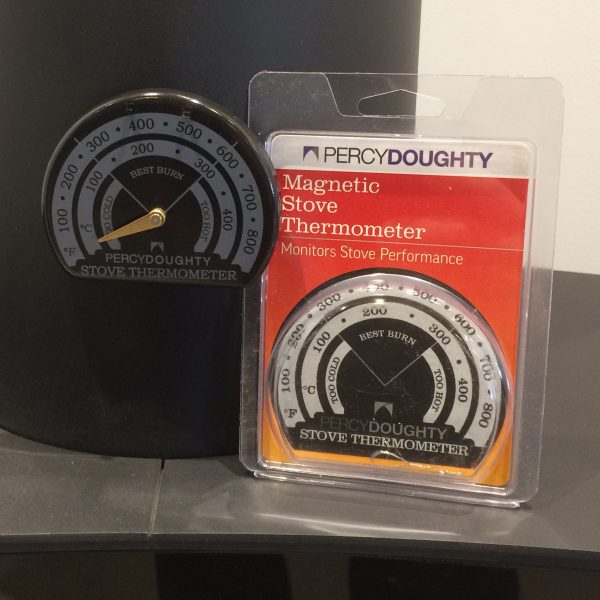 100 • 200 • 300 • 400 • 500 • 600 • 700 • 800
°F
°C
100 • 200 • 300 • 400
BEST BURN
TOO COLD
TOO HOT
PERCYDOUGHTY
STOVE THERMOMETER
PERCYDOUGHTY
Magnetic
Stove
Thermometer
Monitors Stove Performance
100 • 200 • 300 • 400 • 500 • 600 • 700 • 800
°F
°C
100 • 200 • 300 • 400
BEST BURN
TOO COLD
TOO HOT
PERCYDOUGHTY
STOVE THERMOMETER